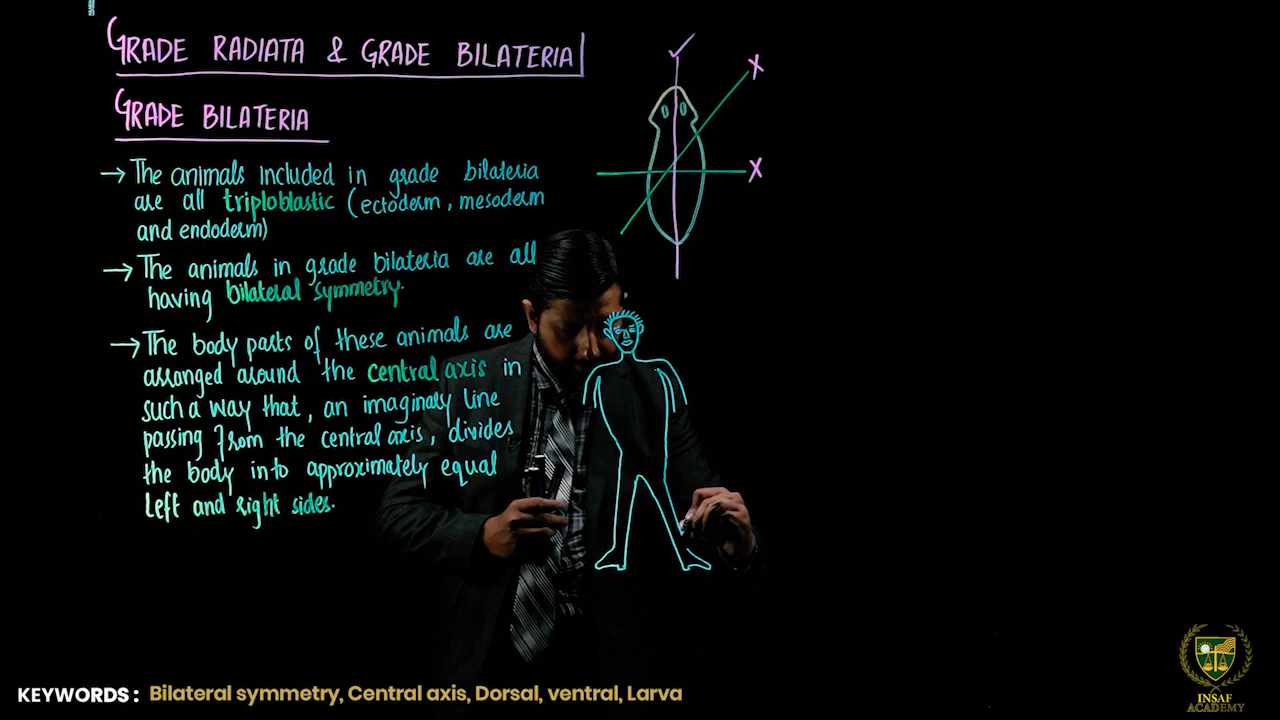 GRADE RADIATA & GRADE BILATERIA
GRADE BILATERIA
→ The animals included in grade bilateria
are all triploblastic (ectoderm, mesoderm
and endoderm)
→ The animals in grade bilateria are all
having bilateral symmetry.
→ The body parts of these animals are
arranged around the central axis in
such a way that, an imaginary line
passing from the central axis, divides
the body into approximately equal
left and right sides.
KEYWORDS : Bilateral symmetry, Central axis, Dorsal, ventral, Larva
INSAF
ACADEMY